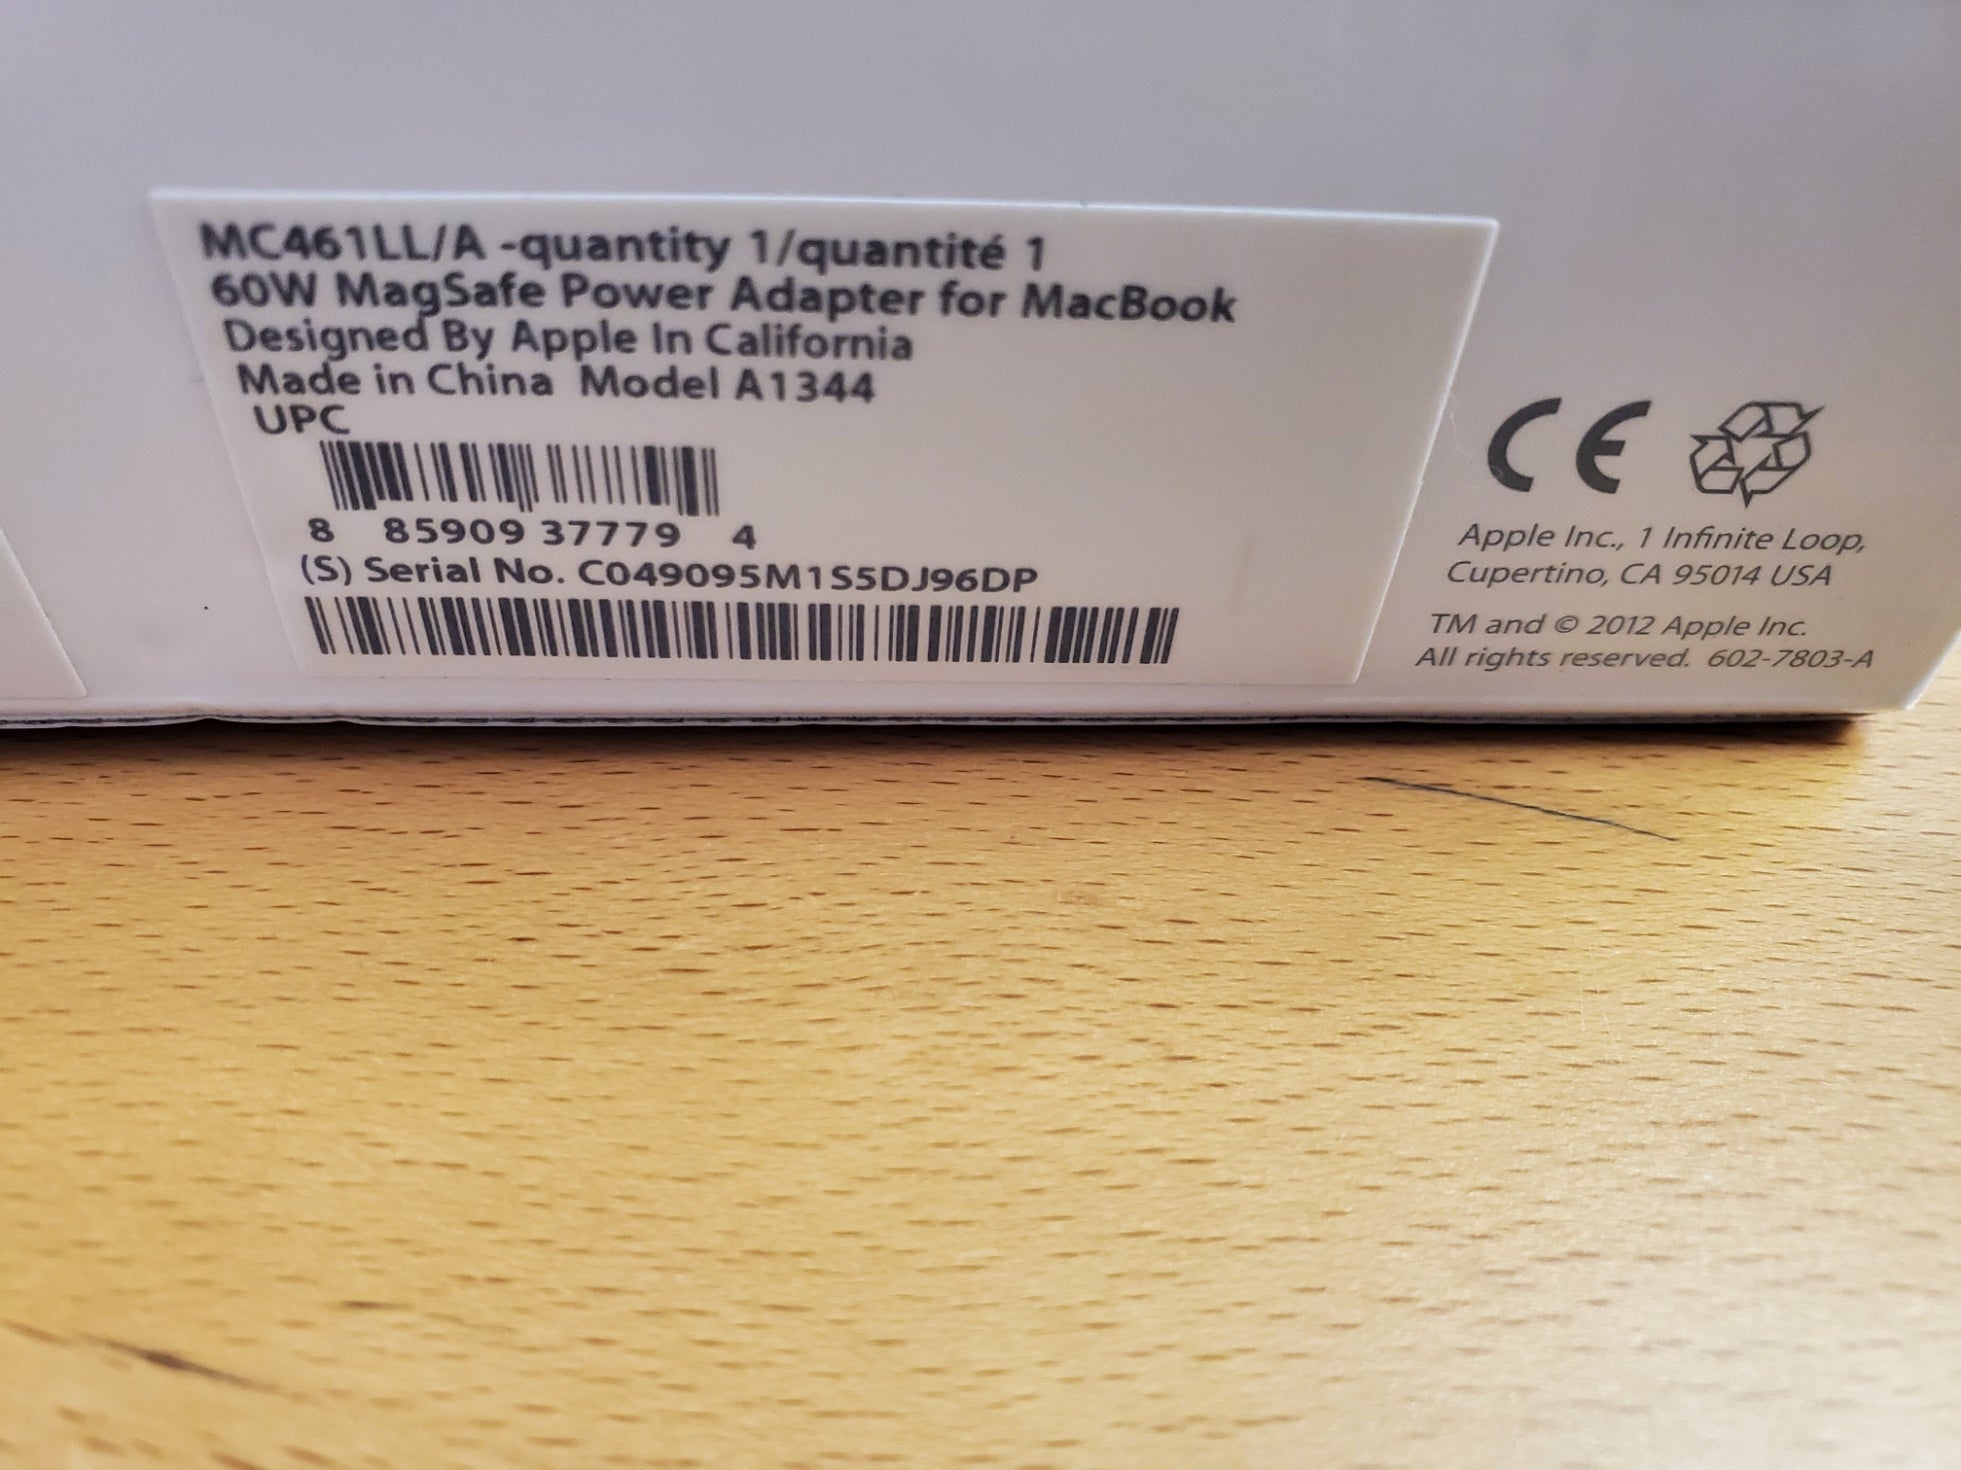 MC461LL/A -quantity 1/quantité 1
60W MagSafe Power Adapter for MacBook
Designed By Apple In California
Made in China Model A1344
UPC
8 85909 37779 4
(S) Serial No. C049095M1S5DJ96DP
CE
Apple Inc., 1 Infinite Loop,
Cupertino, CA 95014 USA
TM and © 2012 Apple Inc.
All rights reserved. 602-7803-A